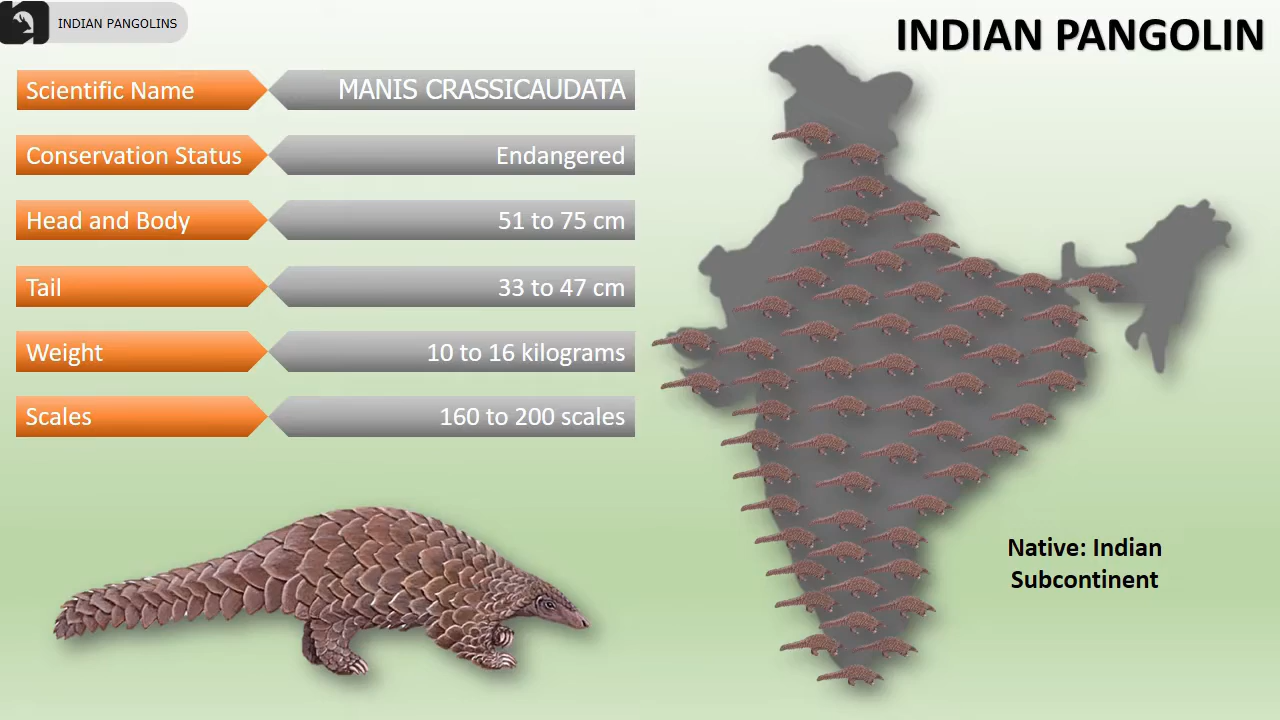 INDIAN PANGOLINS
INDIAN PANGOLIN
Scientific Name
MANIS CRASSICAUDATA
Conservation Status
Endangered
Head and Body
51 to 75 cm
Tail
33 to 47 cm
Weight
10 to 16 kilograms
Scales
160 to 200 scales
Native: Indian
Subcontinent